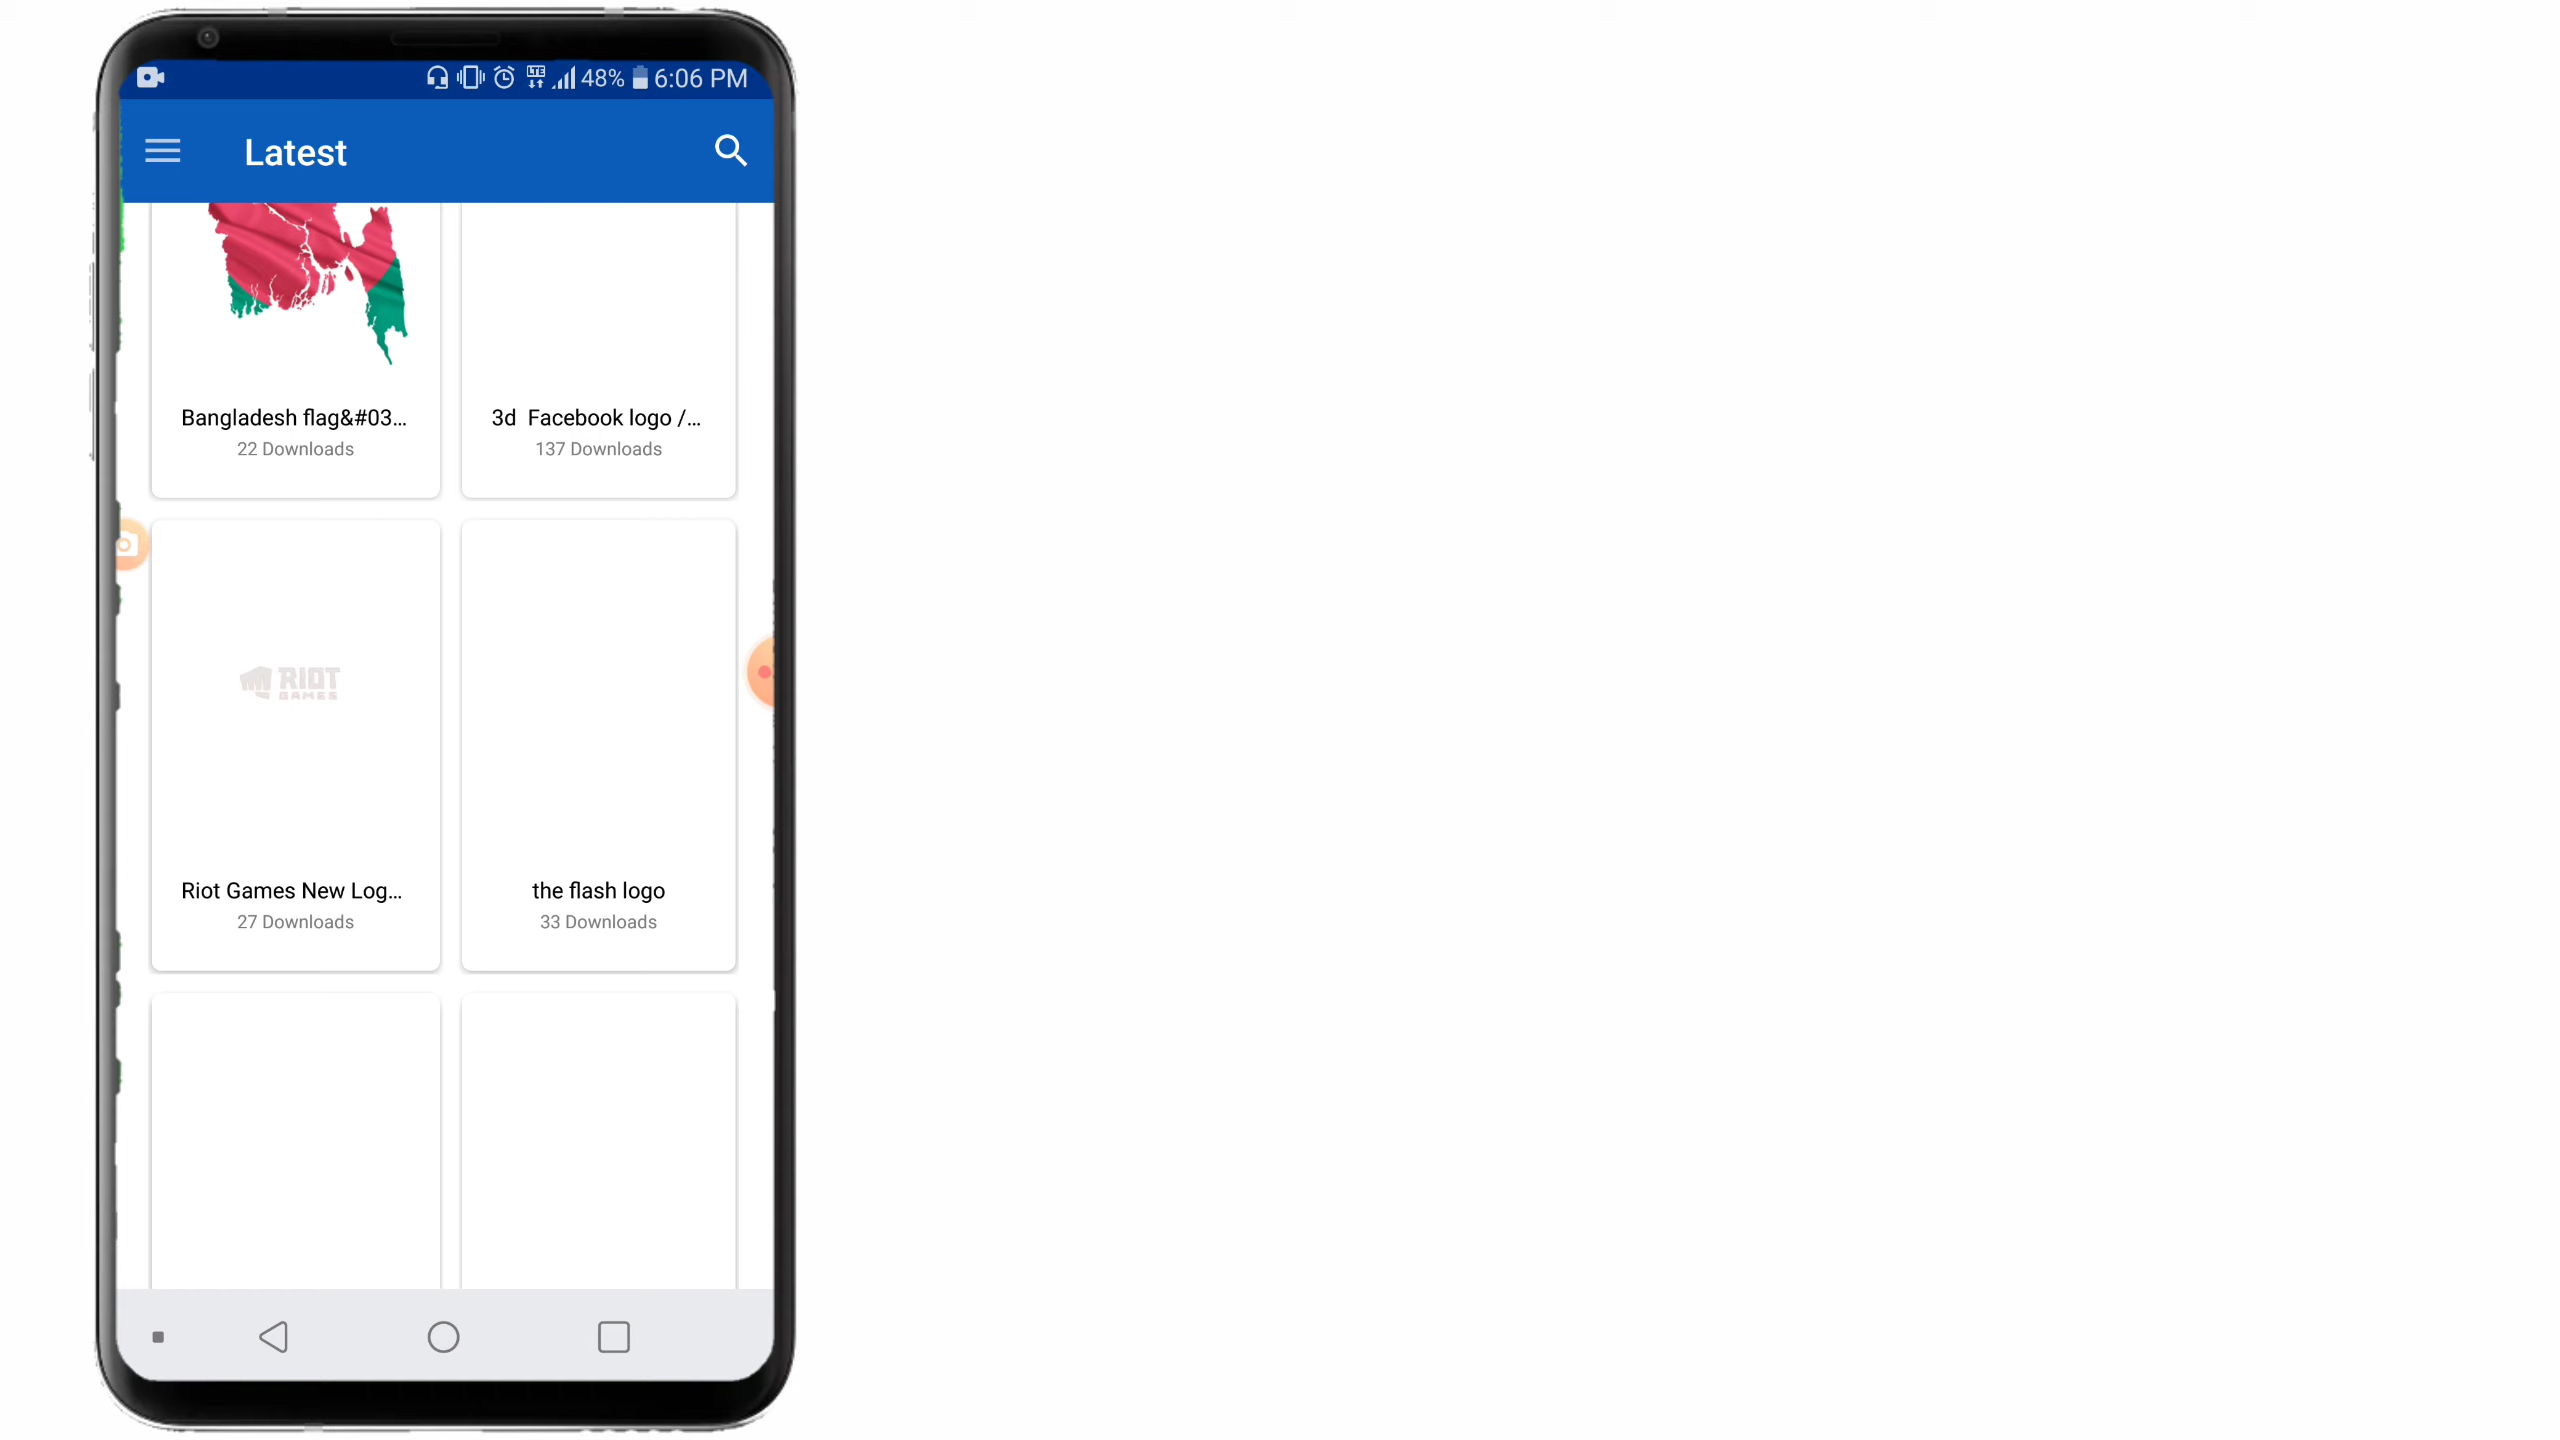 48% 6:06 PM
Latest
Bangladesh flag&#03...
22 Downloads
3d Facebook logo /...
137 Downloads
RIOT
GAMES
Riot Games New Log...
27 Downloads
the flash logo
33 Downloads